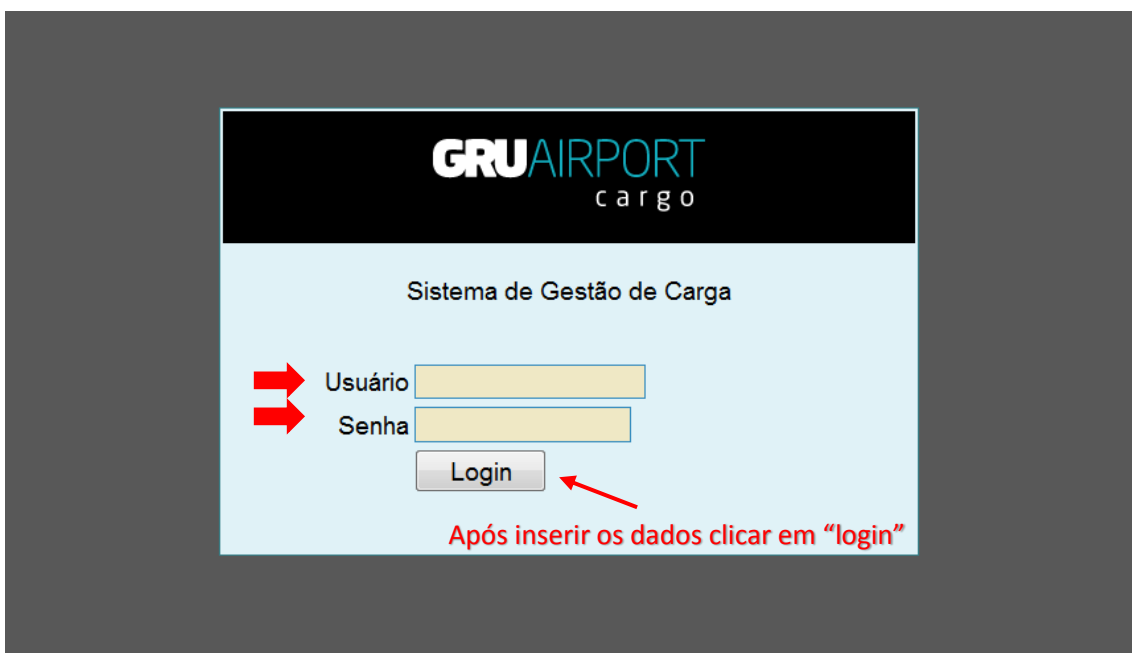 GRUAIRPORT
cargo
Sistema de Gestão de Carga
Usuário
Senha
Login
Após inserir os dados clicar em “login”